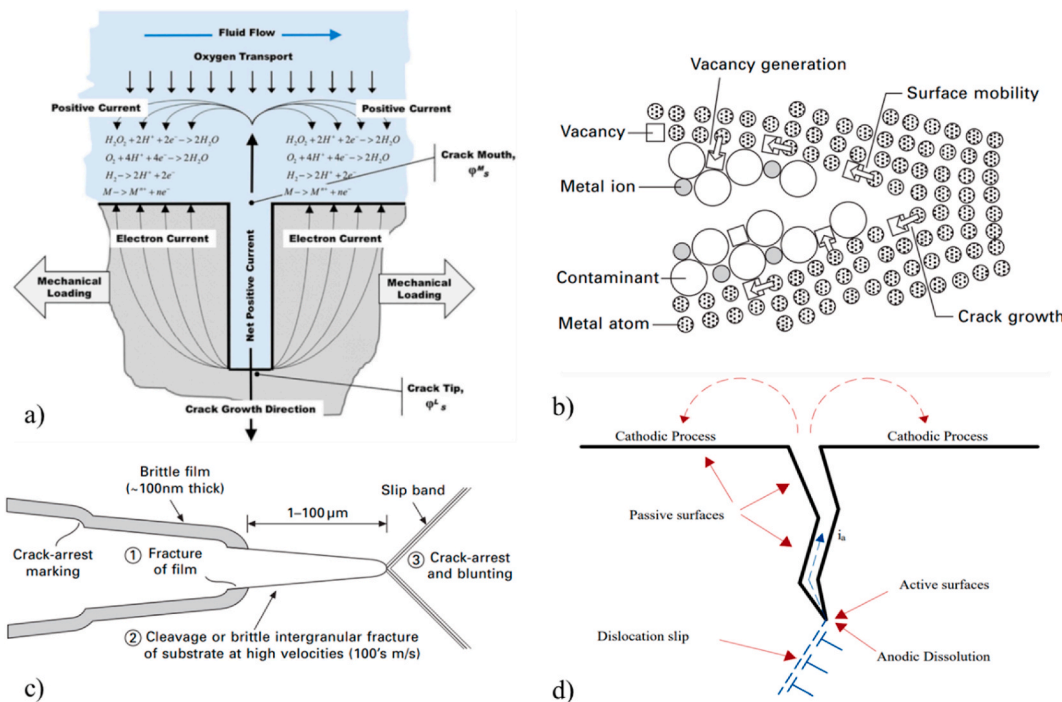 Fluid Flow
Oxygen Transport
Positive Current
Positive Current
H₂O₂ + 2H⁺ + 2e⁻ -> 2H₂O
H₂O₂ + 2H⁺ + 2e⁻ -> 2H₂O
O₂ + 4H⁺ + 4e⁻ -> 2H₂O
O₂ + 4H⁺ + 4e⁻ -> 2H₂O
H₂ -> 2H⁺ + 2e⁻
H₂ -> 2H⁺ + 2e⁻
M -> Mⁿ⁺ + ne⁻
M -> Mⁿ⁺ + ne⁻
Crack Mouth,
φᴹₛ
Electron Current
Electron Current
Mechanical
Loading
Mechanical
Loading
Net Positive Current
Crack Tip,
φᴸₛ
Crack Growth Direction
a)
Vacancy generation
Surface mobility
Vacancy
Metal ion
Contaminant
Metal atom
Crack growth
b)
Brittle film
(~100nm thick)
Slip band
1–100 μm
Crack-arrest
marking
① Fracture
of film
③ Crack-arrest
and blunting
② Cleavage or brittle intergranular fracture
of substrate at high velocities (100's m/s)
c)
Cathodic Process
Cathodic Process
Passive surfaces
iₐ
Active surfaces
Dislocation slip
Anodic Dissolution
d)